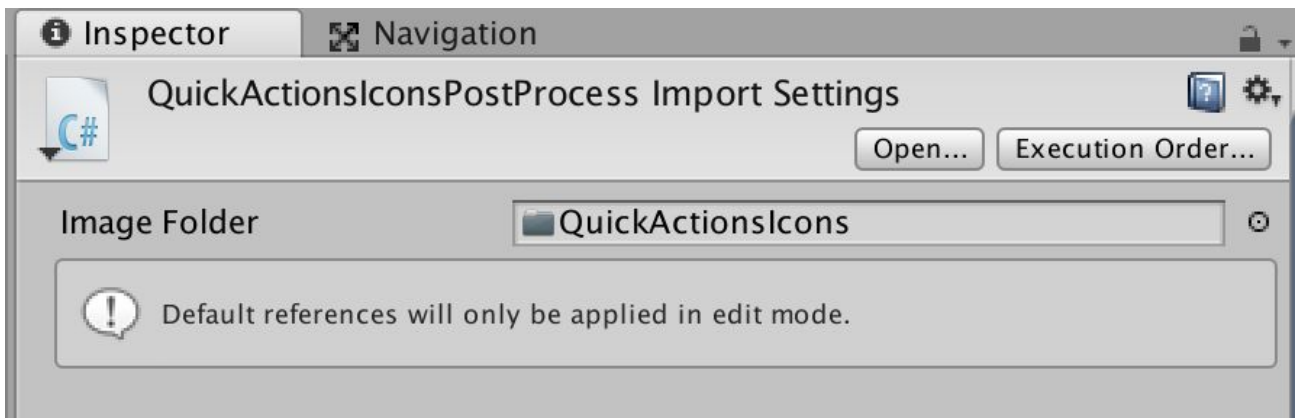 Inspector Navigation
QuickActionsIconsPostProcess Import Settings
C#
Open... Execution Order...
Image Folder QuickActionsIcons
Default references will only be applied in edit mode.